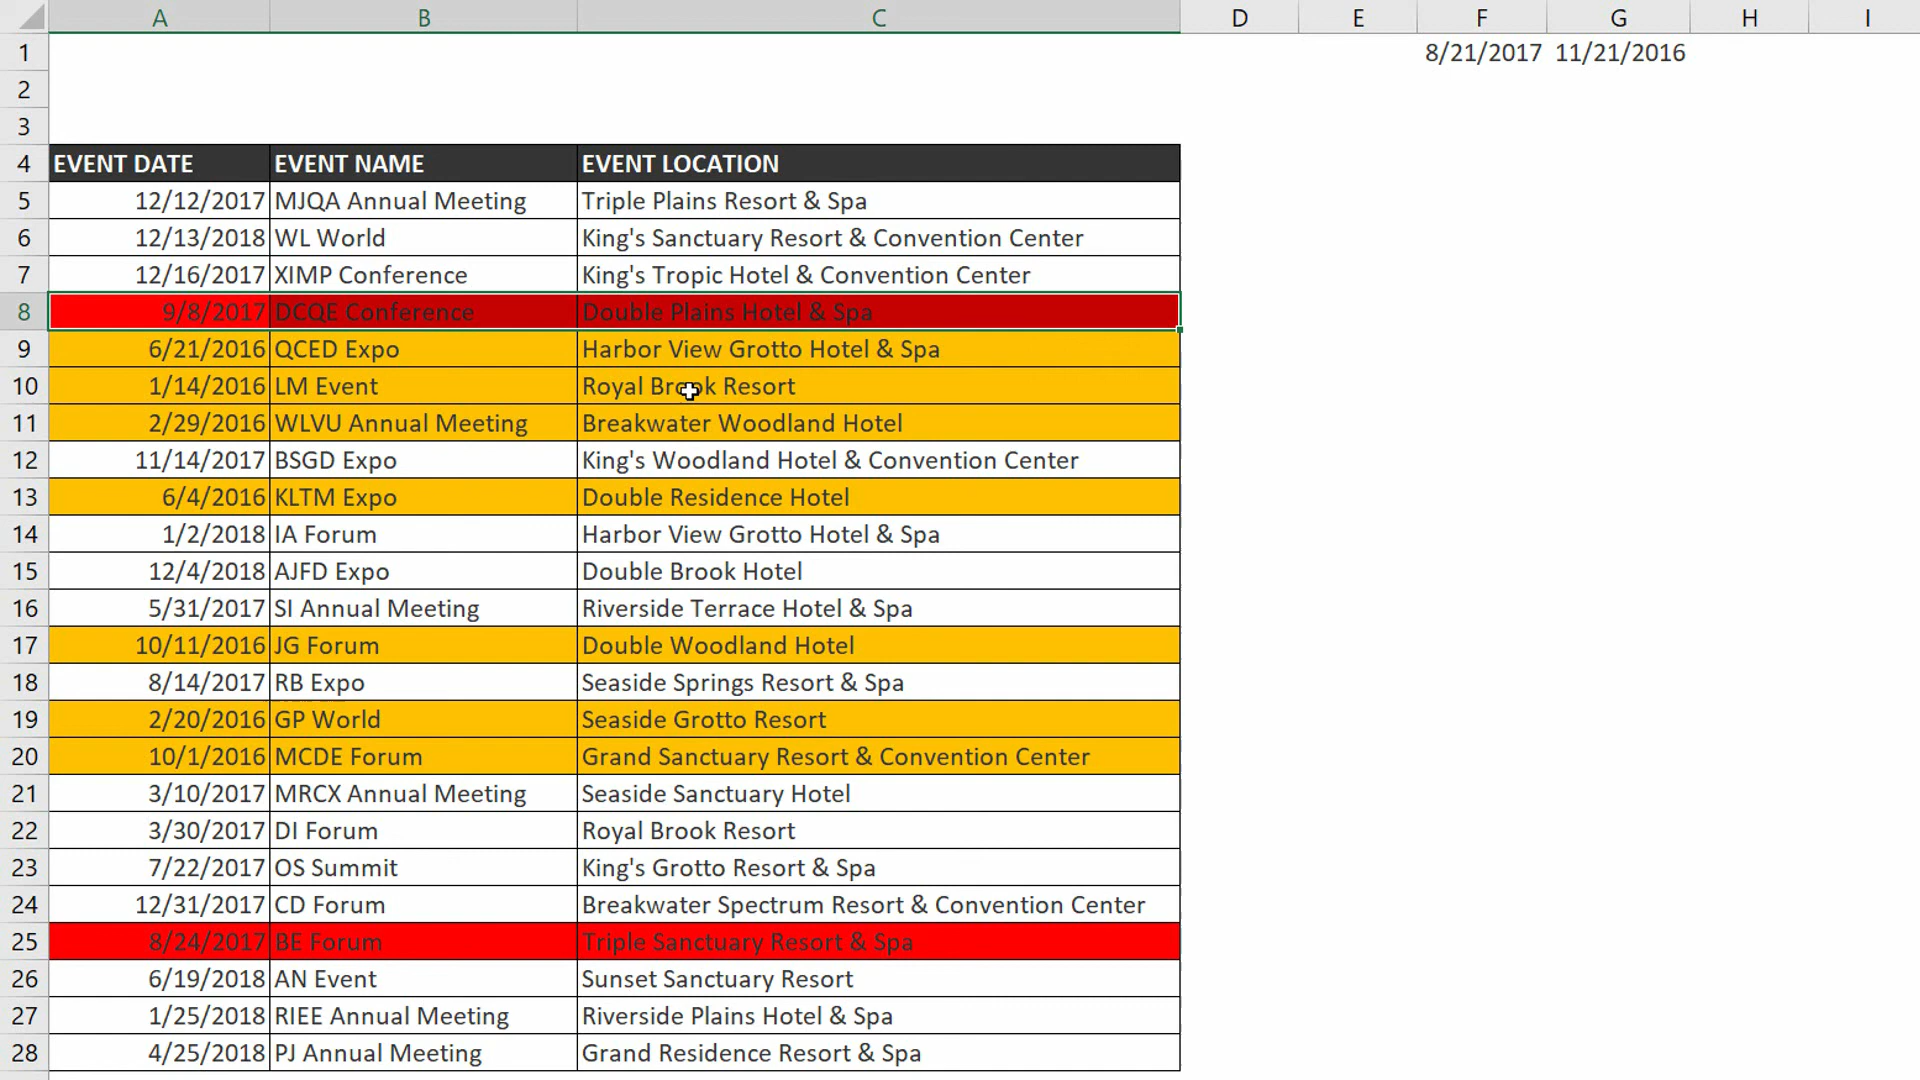 A B C D E F G H I
1 8/21/2017 11/21/2016
2
3
4 EVENT DATE EVENT NAME EVENT LOCATION
5 12/12/2017 MJQA Annual Meeting Triple Plains Resort & Spa
6 12/13/2018 WL World King's Sanctuary Resort & Convention Center
7 12/16/2017 XIMP Conference King's Tropic Hotel & Convention Center
8 9/8/2017 DCQE Conference Double Plains Hotel & Spa
9 6/21/2016 QCED Expo Harbor View Grotto Hotel & Spa
10 1/14/2016 LM Event Royal Brook Resort
11 2/29/2016 WLVU Annual Meeting Breakwater Woodland Hotel
12 11/14/2017 BSGD Expo King's Woodland Hotel & Convention Center
13 6/4/2016 KLTM Expo Double Residence Hotel
14 1/2/2018 IA Forum Harbor View Grotto Hotel & Spa
15 12/4/2018 AJFD Expo Double Brook Hotel
16 5/31/2017 SI Annual Meeting Riverside Terrace Hotel & Spa
17 10/11/2016 JG Forum Double Woodland Hotel
18 8/14/2017 RB Expo Seaside Springs Resort & Spa
19 2/20/2016 GP World Seaside Grotto Resort
20 10/1/2016 MCDE Forum Grand Sanctuary Resort & Convention Center
21 3/10/2017 MRCX Annual Meeting Seaside Sanctuary Hotel
22 3/30/2017 DI Forum Royal Brook Resort
23 7/22/2017 OS Summit King's Grotto Resort & Spa
24 12/31/2017 CD Forum Breakwater Spectrum Resort & Convention Center
25 8/24/2017 BE Forum Triple Sanctuary Resort & Spa
26 6/19/2018 AN Event Sunset Sanctuary Resort
27 1/25/2018 RIEE Annual Meeting Riverside Plains Hotel & Spa
28 4/25/2018 PJ Annual Meeting Grand Residence Resort & Spa